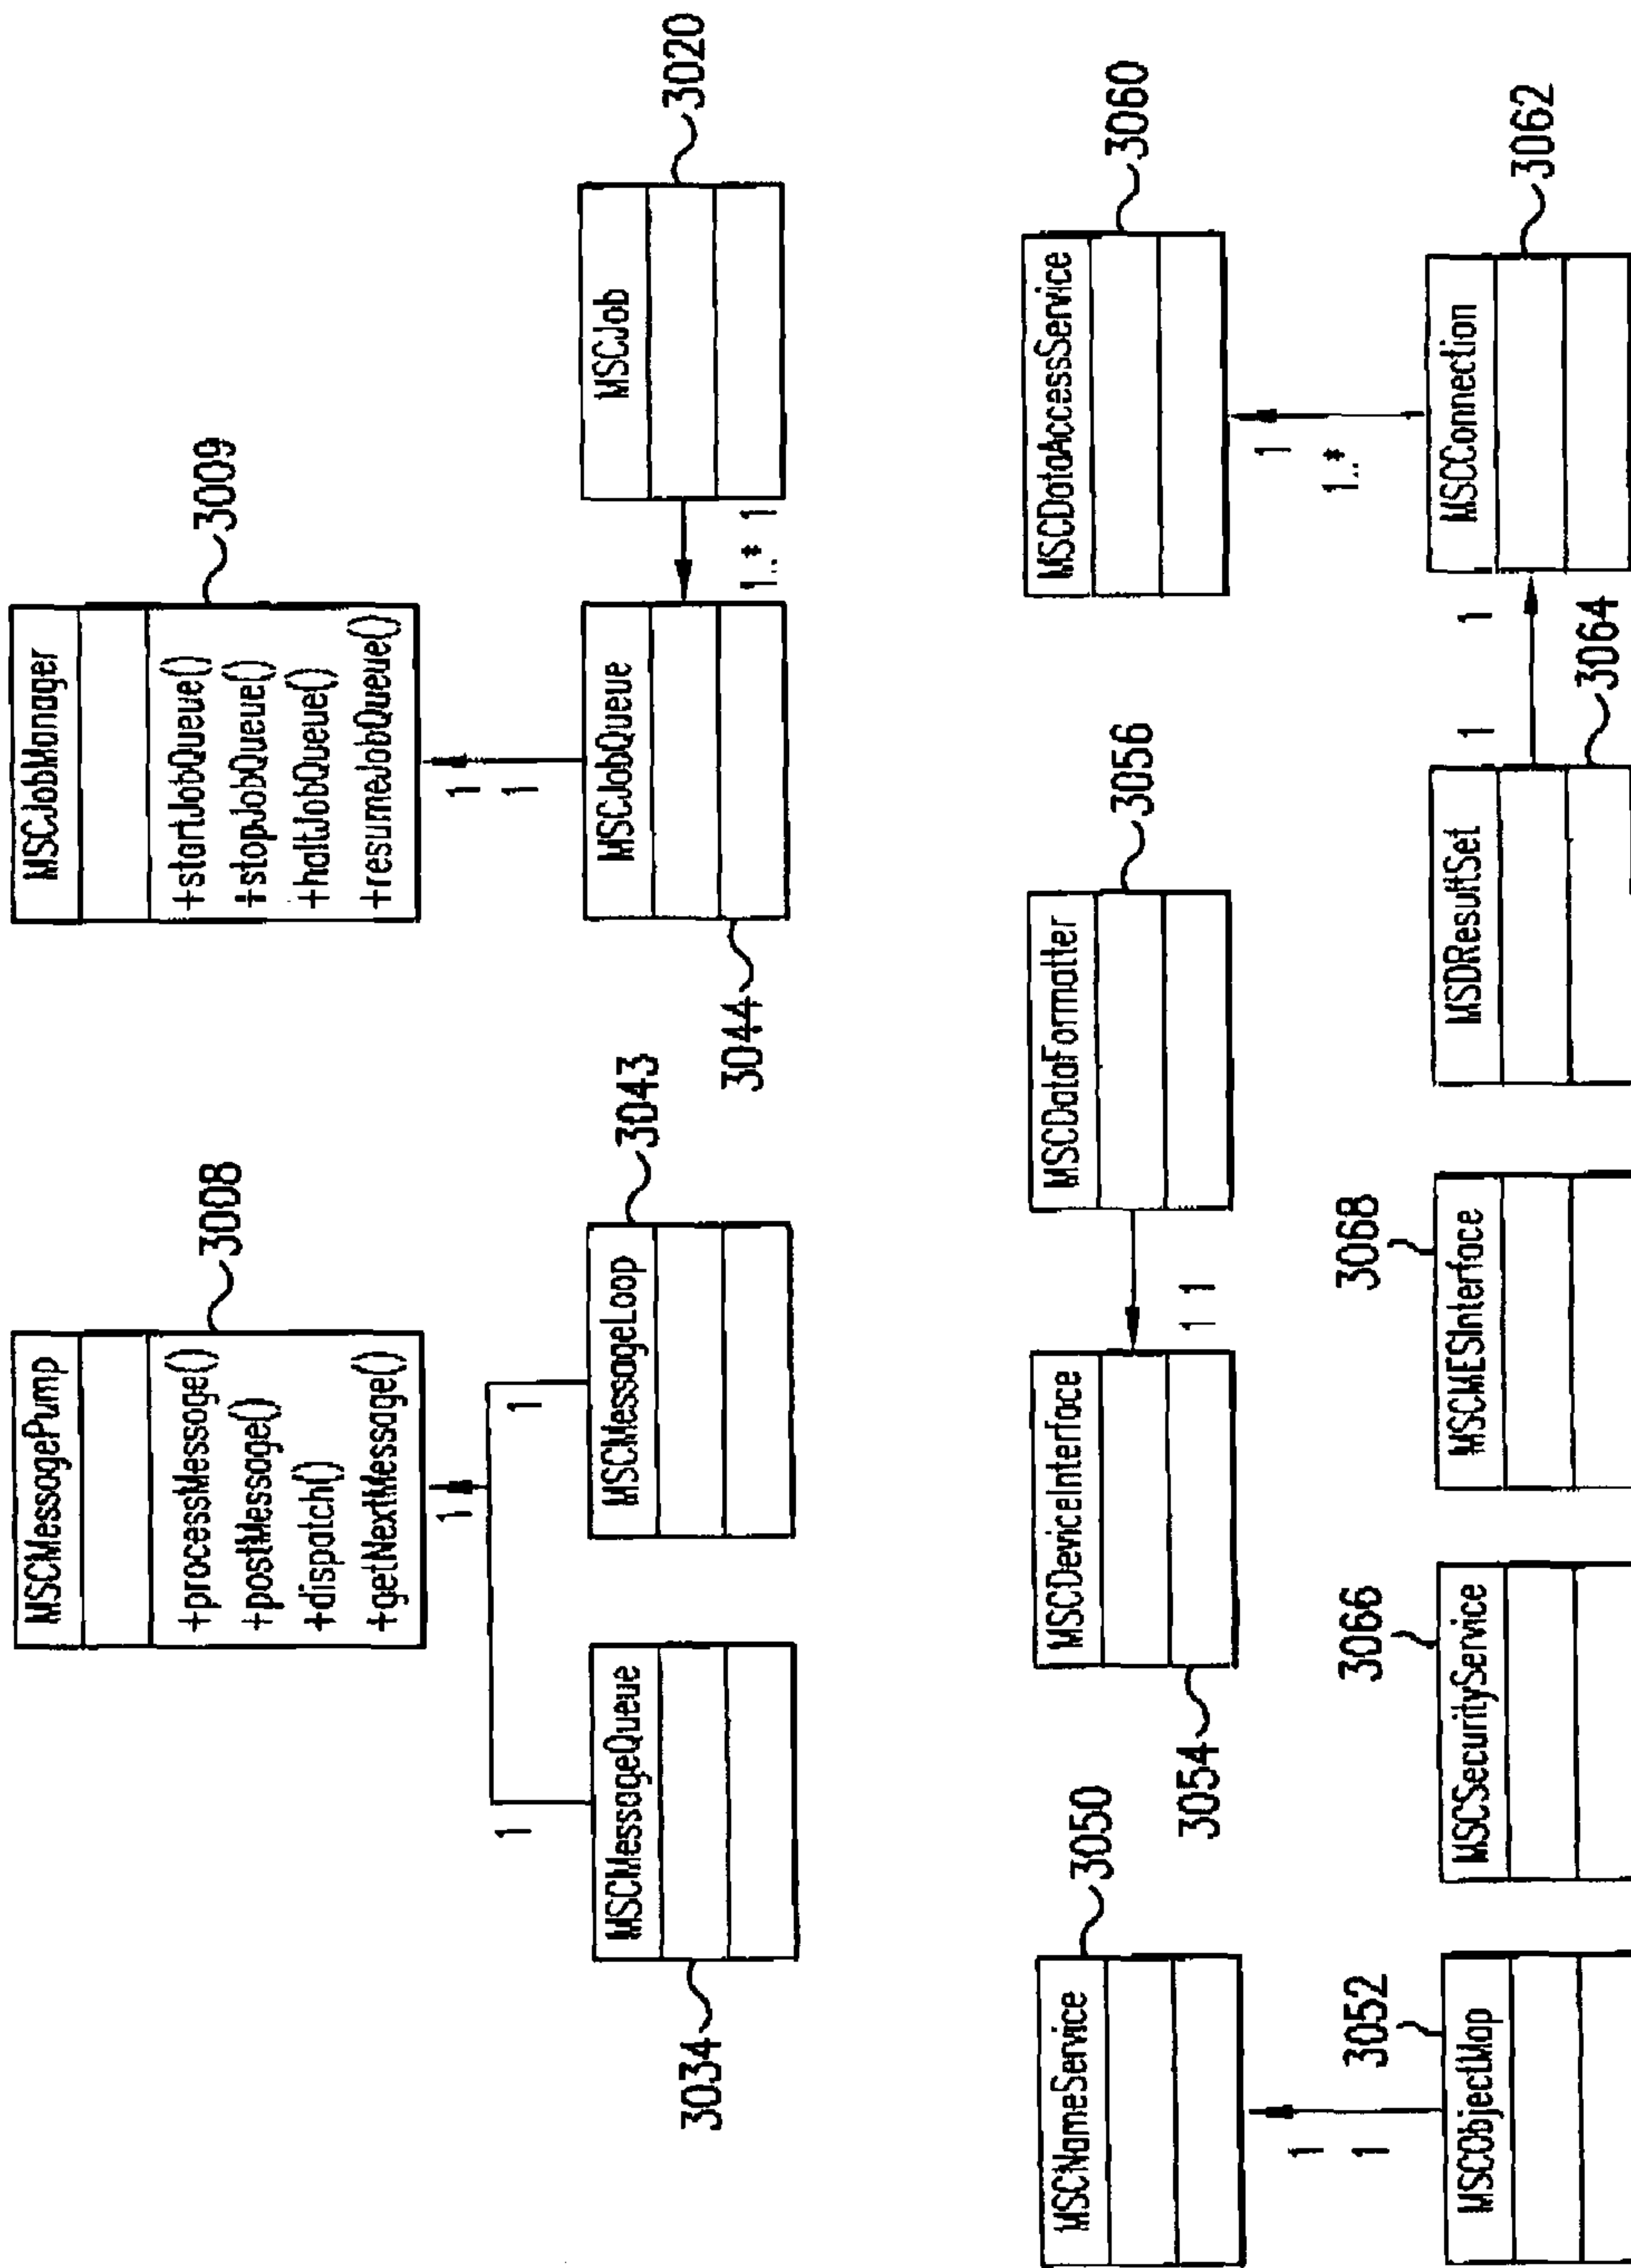 MSCMessagePump
+processMessage()
+postMessage()
+dispatch()
+getNextMessage()
3008
1
1
1
MSCMessageQueue
3034
MSCMessageLoop
3043
MSCJobManager
+startJobQueue()
+stopJobQueue()
+haltJobQueue()
+resumeJobQueue()
3009
1
1
MSCJobQueue
3044
1..* 1
MSCJob
3020
MSCNameService
3050
1
1
MSCObjectMap
3052
MSCDeviceInterface
3054
1 1
MSCDataFormatter
3056
MSCDataAccessService
3060
1
1..*
MSCSecurityService
3066
MSCMESInterface
3068
MSDResultSet
3064
1 1
MSCConnection
3062